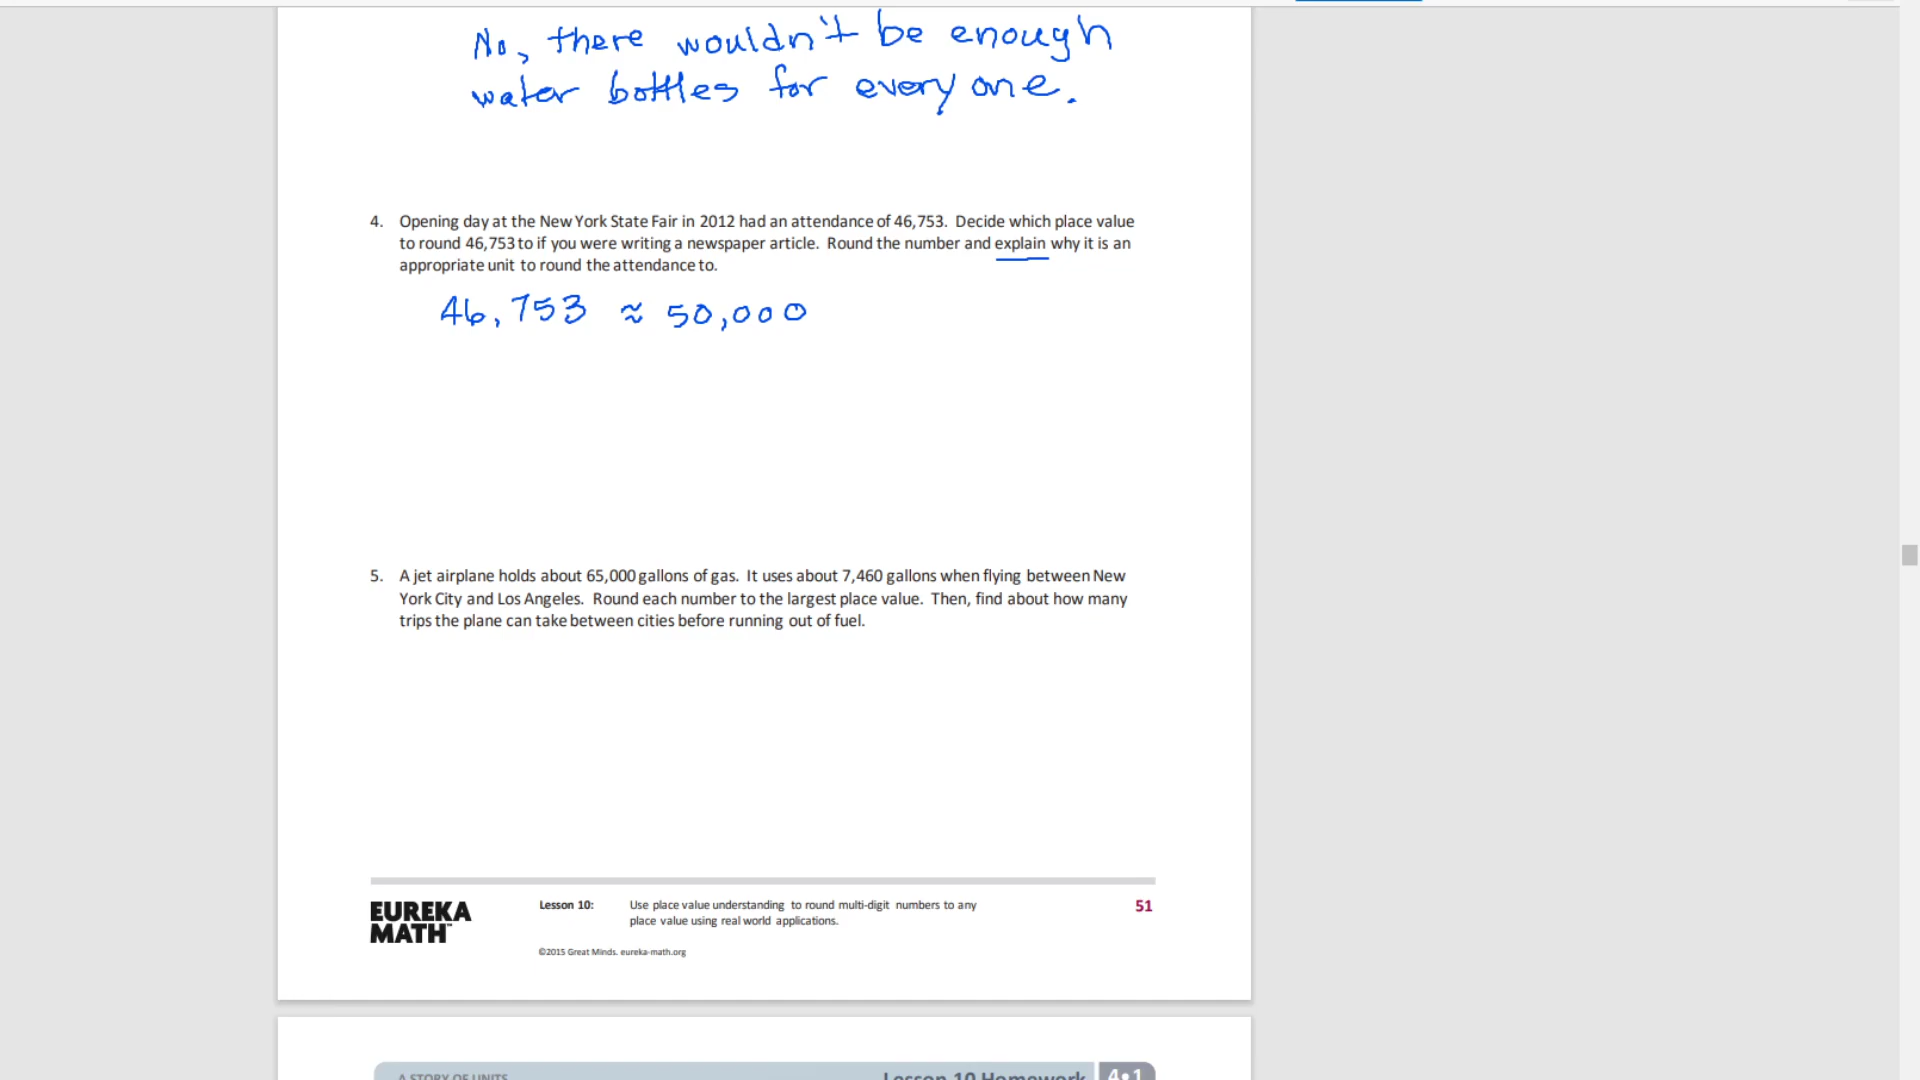 No, there wouldn't be enough
water bottles for everyone.
4. Opening day at the New York State Fair in 2012 had an attendance of 46,753. Decide which place value
to round 46,753 to if you were writing a newspaper article. Round the number and explain why it is an
appropriate unit to round the attendance to.
46,753 ≈ 50,000
5. A jet airplane holds about 65,000 gallons of gas. It uses about 7,460 gallons when flying between New
York City and Los Angeles. Round each number to the largest place value. Then, find about how many
trips the plane can take between cities before running out of fuel.
EUREKA
MATH™
Lesson 10: Use place value understanding to round multi-digit numbers to any
place value using real world applications.
51
©2015 Great Minds. eureka-math.org
A STORY OF UNITS
Lesson 10 Homework 4•1